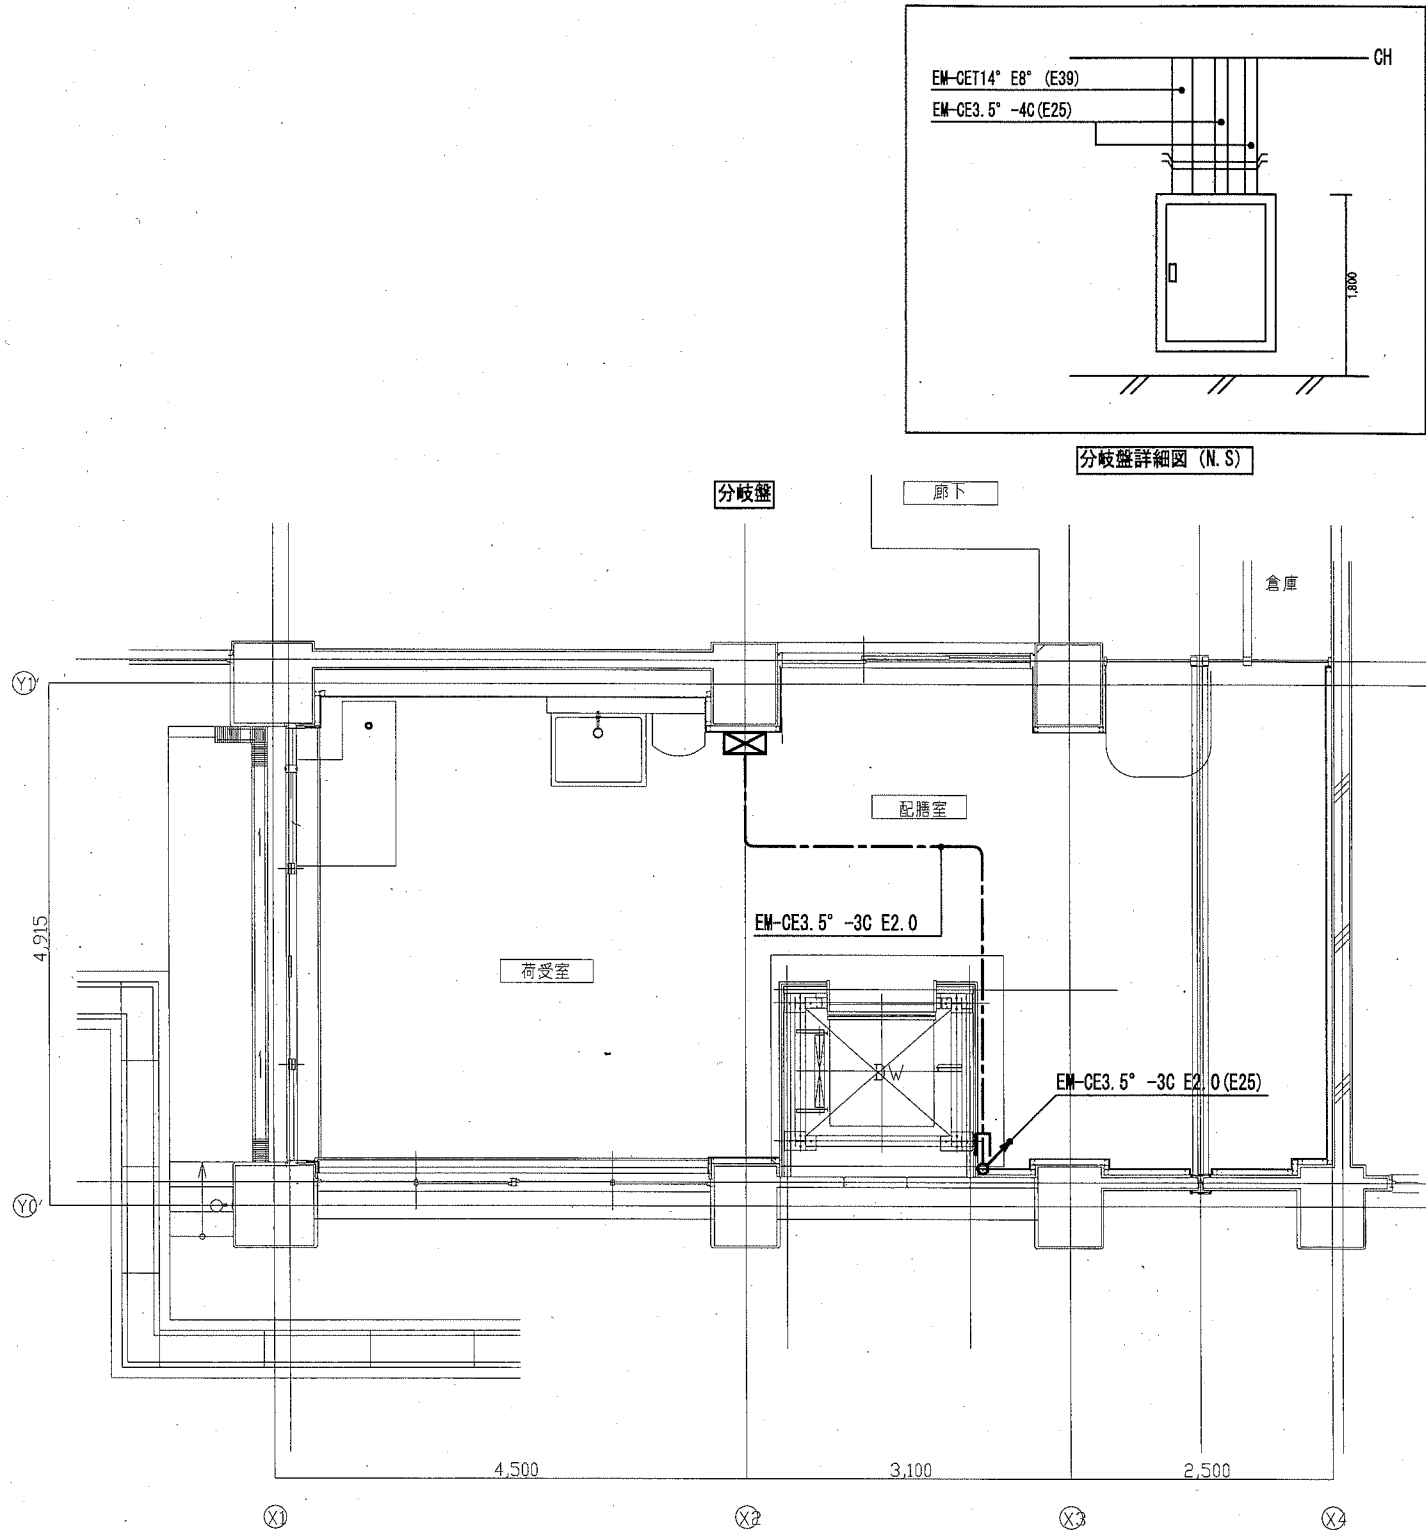 CH
EM-CET14° E8° (E39)
EM-CE3.5° -4C(E25)
1,800
分岐盤詳細図 (N.S)
分岐盤
廊下
倉庫
Y1'
配膳室
EM-CE3.5° -3C E2.0
4,915
荷受室
DW
EM-CE3.5° -3C E2.0(E25)
Y0'
4,500
3,100
2,500
X1
X2
X3
X4